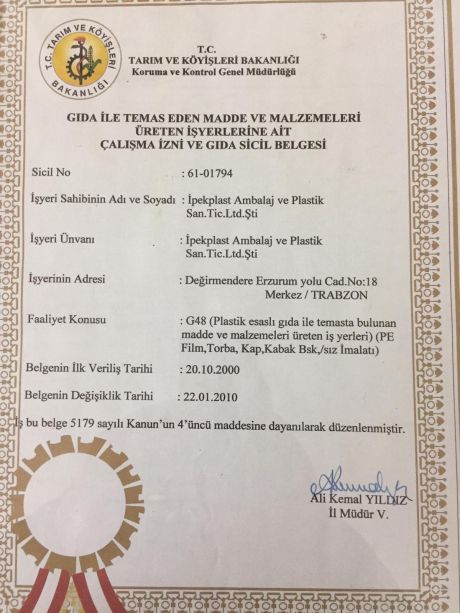 T.C. TARIM VE KÖYİŞLERİ BAKANLIĞI
T.C.
TARIM VE KÖYİŞLERİ BAKANLIĞI
Koruma ve Kontrol Genel Müdürlüğü
GIDA İLE TEMAS EDEN MADDE VE MALZEMELERİ
ÜRETEN İŞYERLERİNE AİT
ÇALIŞMA İZNİ VE GIDA SİCİL BELGESİ
Sicil No : 61-01794
İşyeri Sahibinin Adı ve Soyadı : İpekplast Ambalaj ve Plastik
San.Tic.Ltd.Şti
İşyeri Ünvanı : İpekplast Ambalaj ve Plastik
San.Tic.Ltd.Şti
İşyerinin Adresi : Değirmendere Erzurum yolu Cad.No:18
Merkez / TRABZON
Faaliyet Konusu : G48 (Plastik esaslı gıda ile temasta bulunan
madde ve malzemeleri üreten iş yerleri) (PE
Film,Torba, Kap,Kabak Bsk,/sız İmalatı)
Belgenin İlk Veriliş Tarihi : 20.10.2000
Belgenin Değişiklik Tarihi : 22.01.2010
İş bu belge 5179 sayılı Kanun'un 4'üncü maddesine dayanılarak düzenlenmiştir.
Ali Kemal YILDIZ
İl Müdür V.